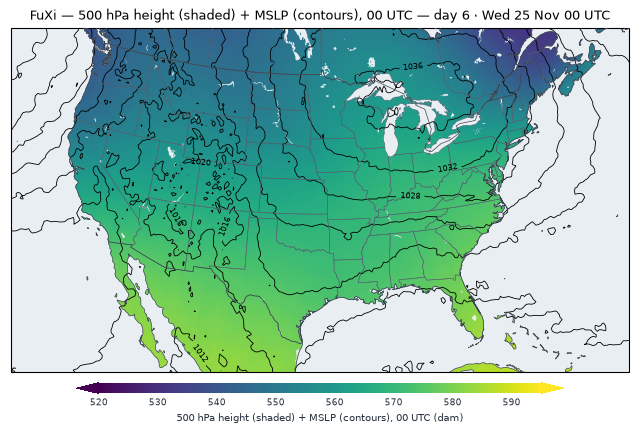 FuXi — 500 hPa height (shaded) + MSLP (contours), 00 UTC — day 6 · Wed 25 Nov 00 UTC
1036
1032
1020
1028
1016
1016
1012
520 530 540 550 560 570 580 590
500 hPa height (shaded) + MSLP (contours), 00 UTC (dam)